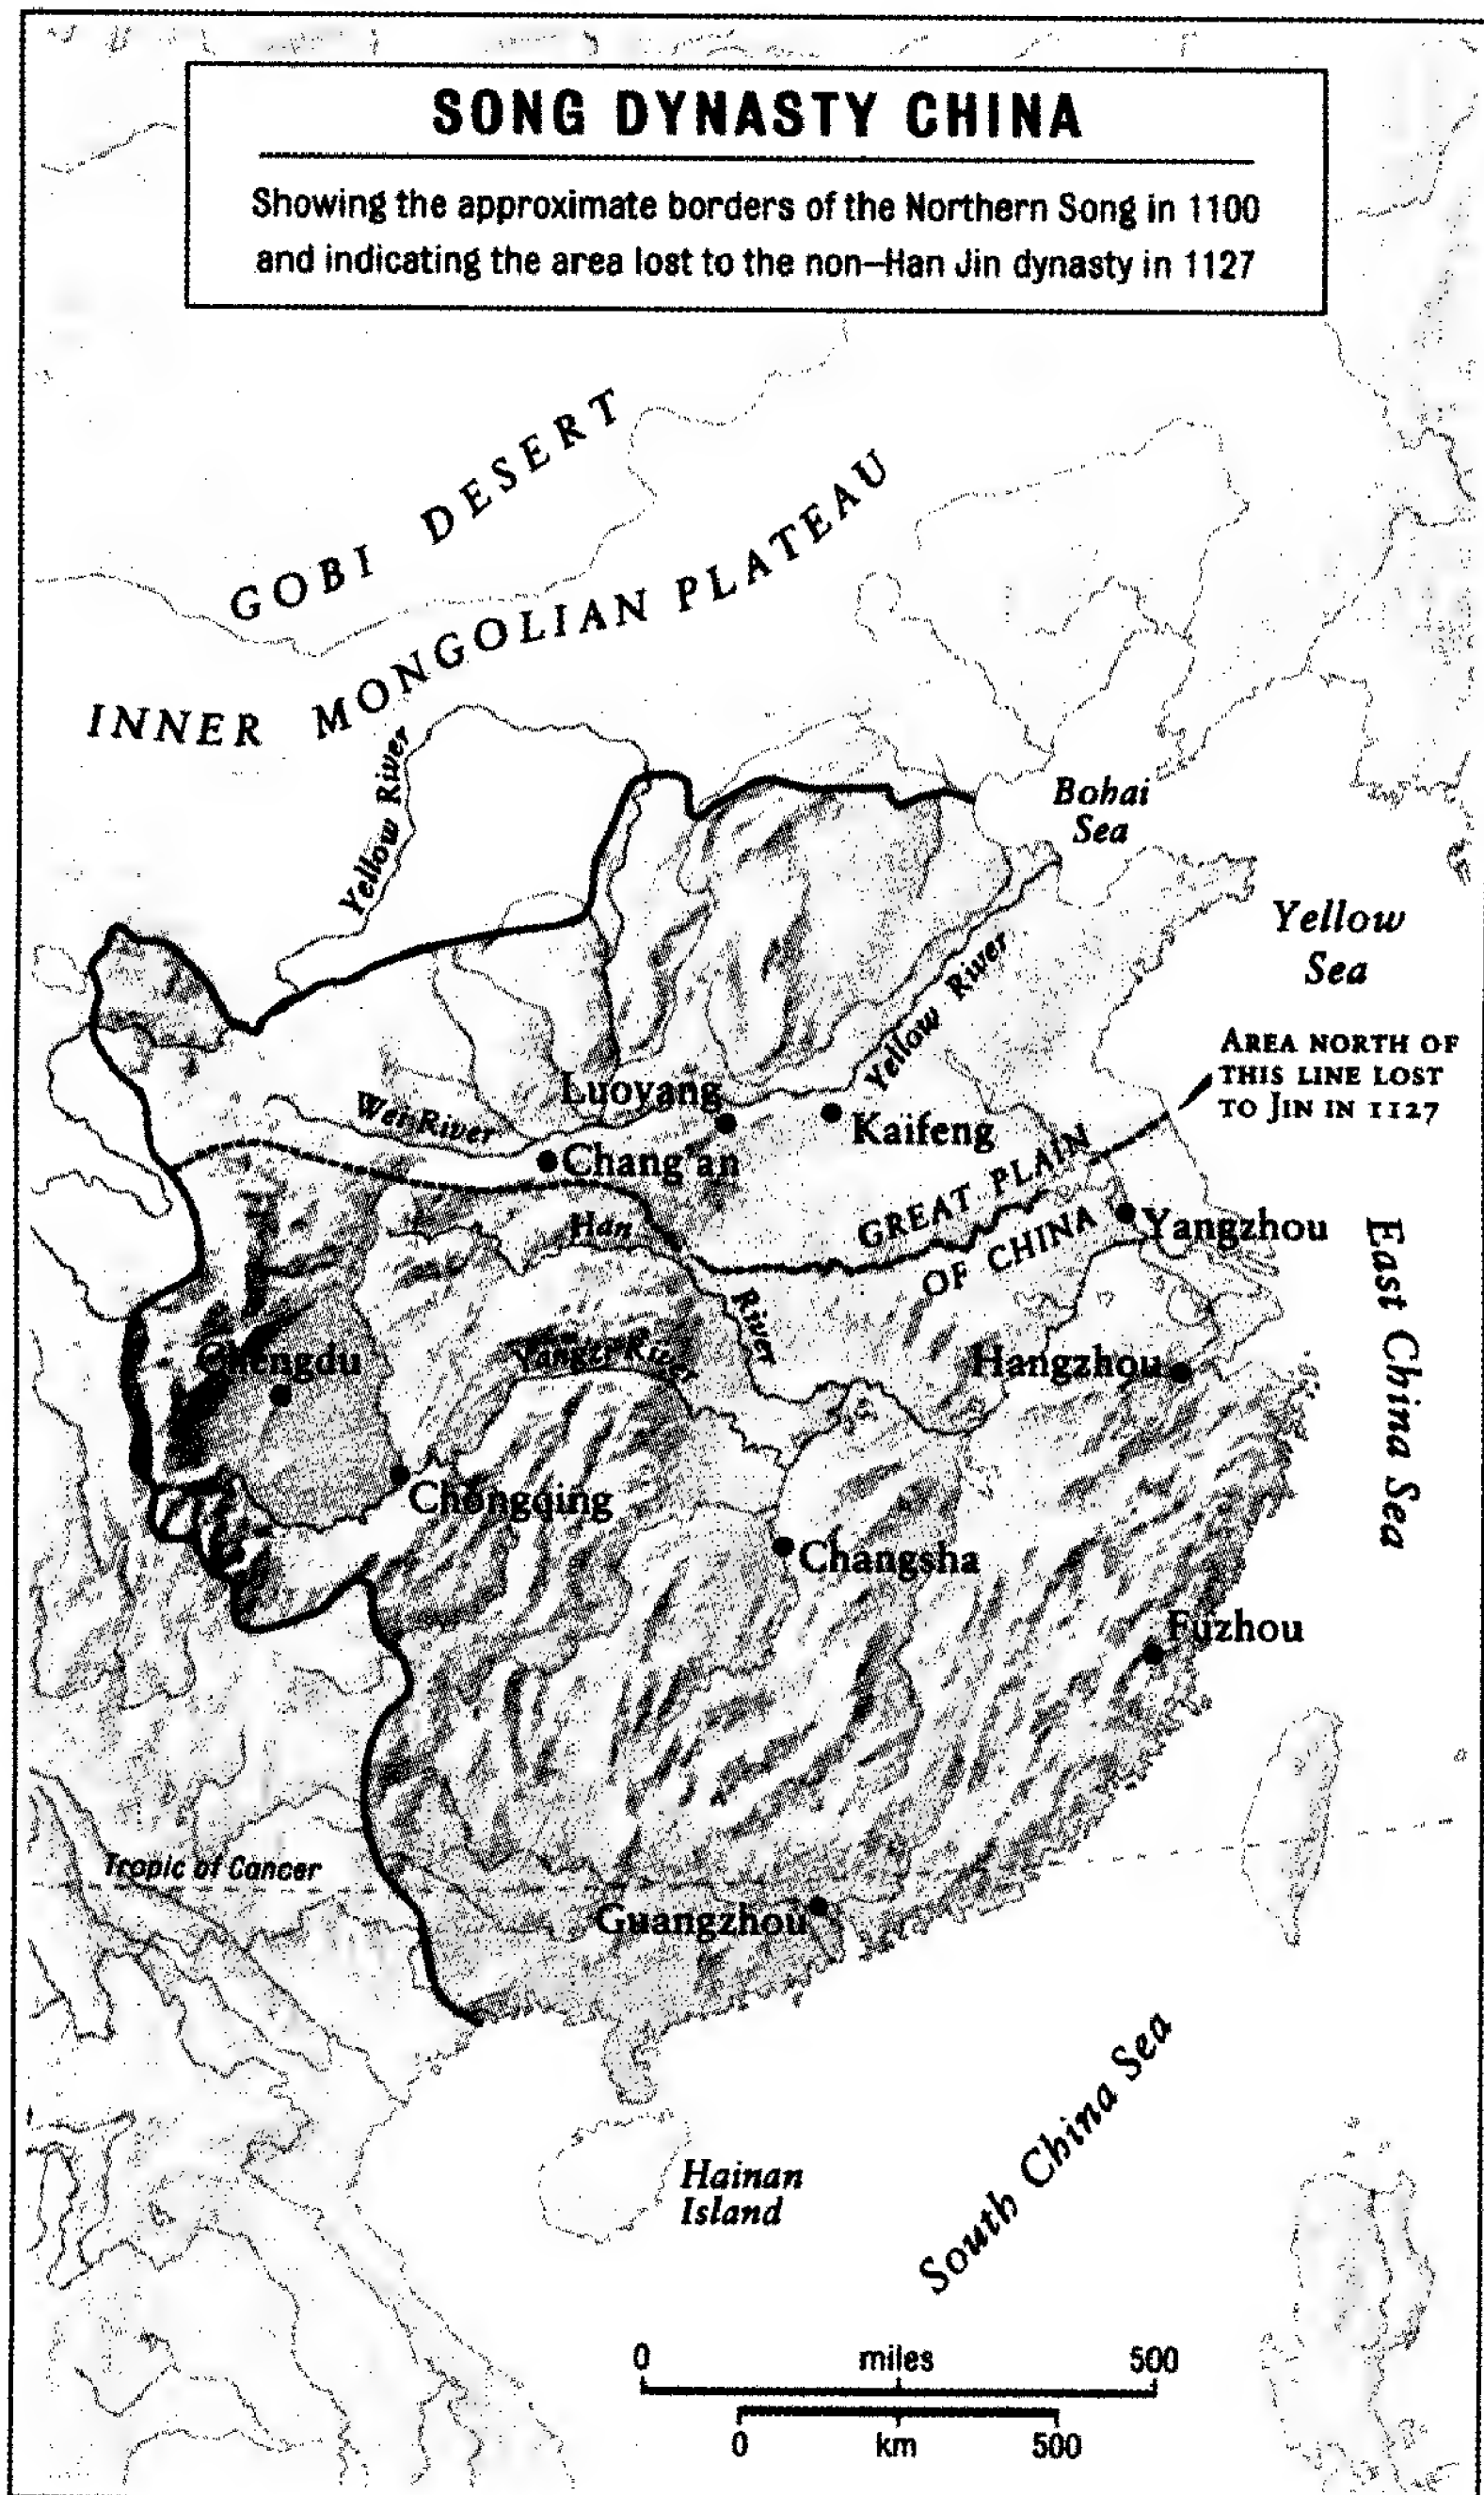 SONG DYNASTY CHINA
Showing the approximate borders of the Northern Song in 1100
and indicating the area lost to the non–Han Jin dynasty in 1127
GOBI DESERT
INNER MONGOLIAN PLATEAU
Yellow River
Bohai
Sea
Yellow
Sea
Yellow River
AREA NORTH OF
THIS LINE LOST
TO JIN IN 1127
Luoyang
Wei River
Kaifeng
Chang'an
GREAT PLAIN
OF CHINA
Han
River
Yangzhou
East China Sea
Chengdu
Yangzi River
Hangzhou
Chongqing
Changsha
Fuzhou
Tropic of Cancer
Guangzhou
Hainan
Island
South China Sea
0 miles 500
0 km 500